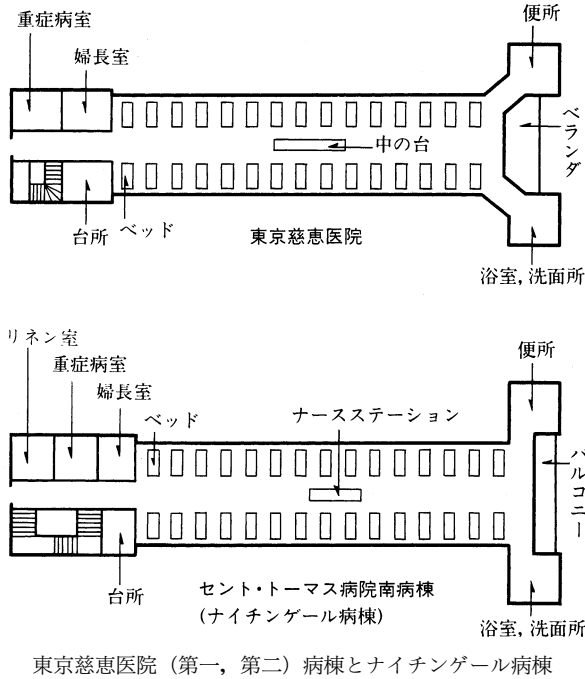 便所
重症病室
婦長室
ベランダ
中の台
台所
ベッド
東京慈恵医院
浴室，洗面所
リネン室
重症病室
婦長室
ベッド
ナースステーション
便所
バルコニー
台所
セント・トーマス病院南病棟
(ナイチンゲール病棟)
浴室，洗面所
東京慈恵医院（第一，第二）病棟とナイチンゲール病棟